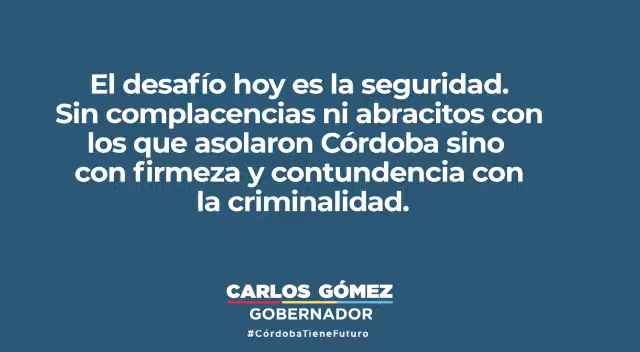 El desafío hoy es la seguridad.
Sin complacencias ni abracitos con
los que asolaron Córdoba sino
con firmeza y contundencia con
la criminalidad.
CARLOS GÓMEZ
GOBERNADOR
#CórdobaTieneFuturo